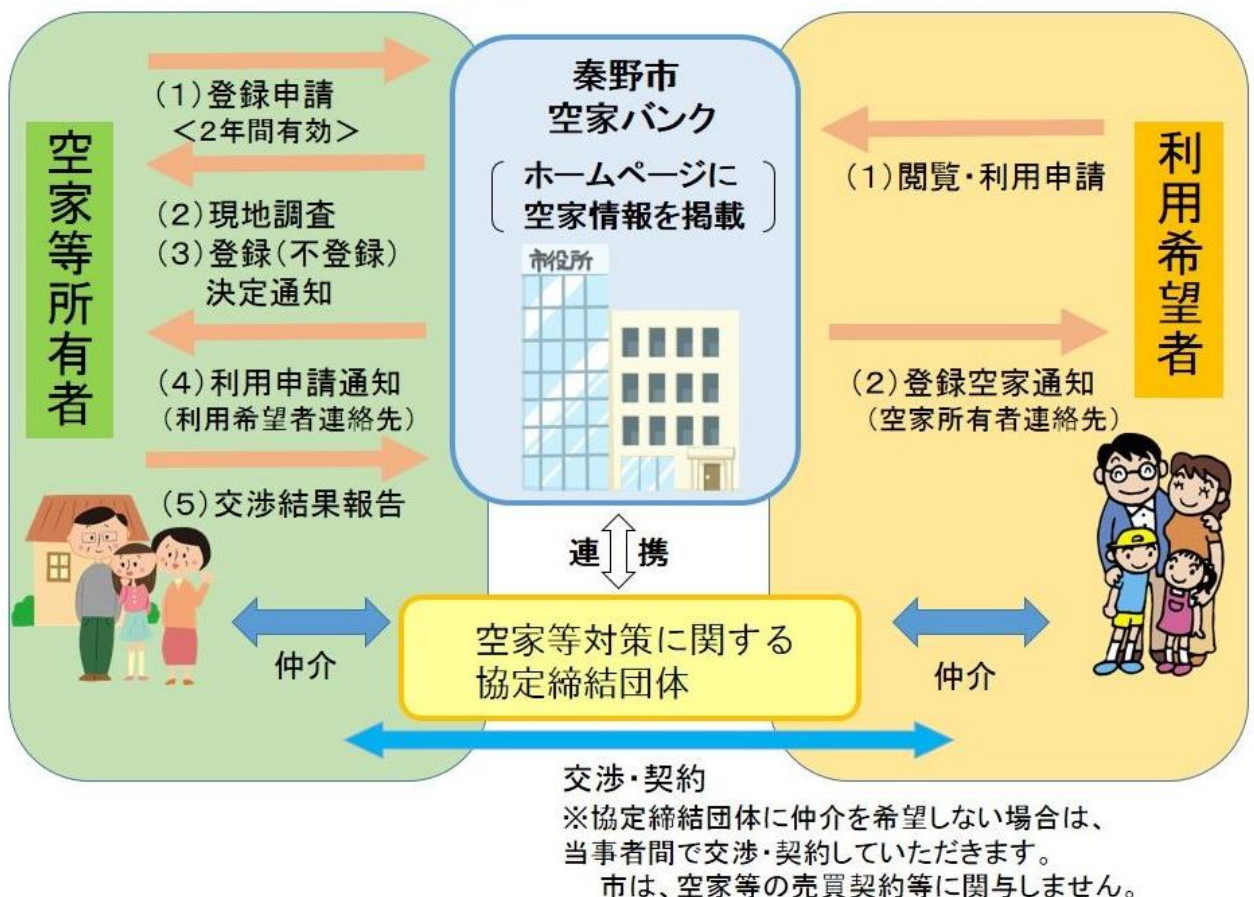 空家等所有者
(1)登録申請
<2年間有効>
(2)現地調査
(3)登録(不登録)
決定通知
(4)利用申請通知
(利用希望者連絡先)
(5)交渉結果報告
秦野市
空家バンク
ホームページに
空家情報を掲載
市役所
利用希望者
(1)閲覧・利用申請
(2)登録空家通知
(空家所有者連絡先)
連携
仲介
空家等対策に関する
協定締結団体
仲介
交渉・契約
※協定締結団体に仲介を希望しない場合は、
当事者間で交渉・契約していただきます。
市は、空家等の売買契約等に関与しません。